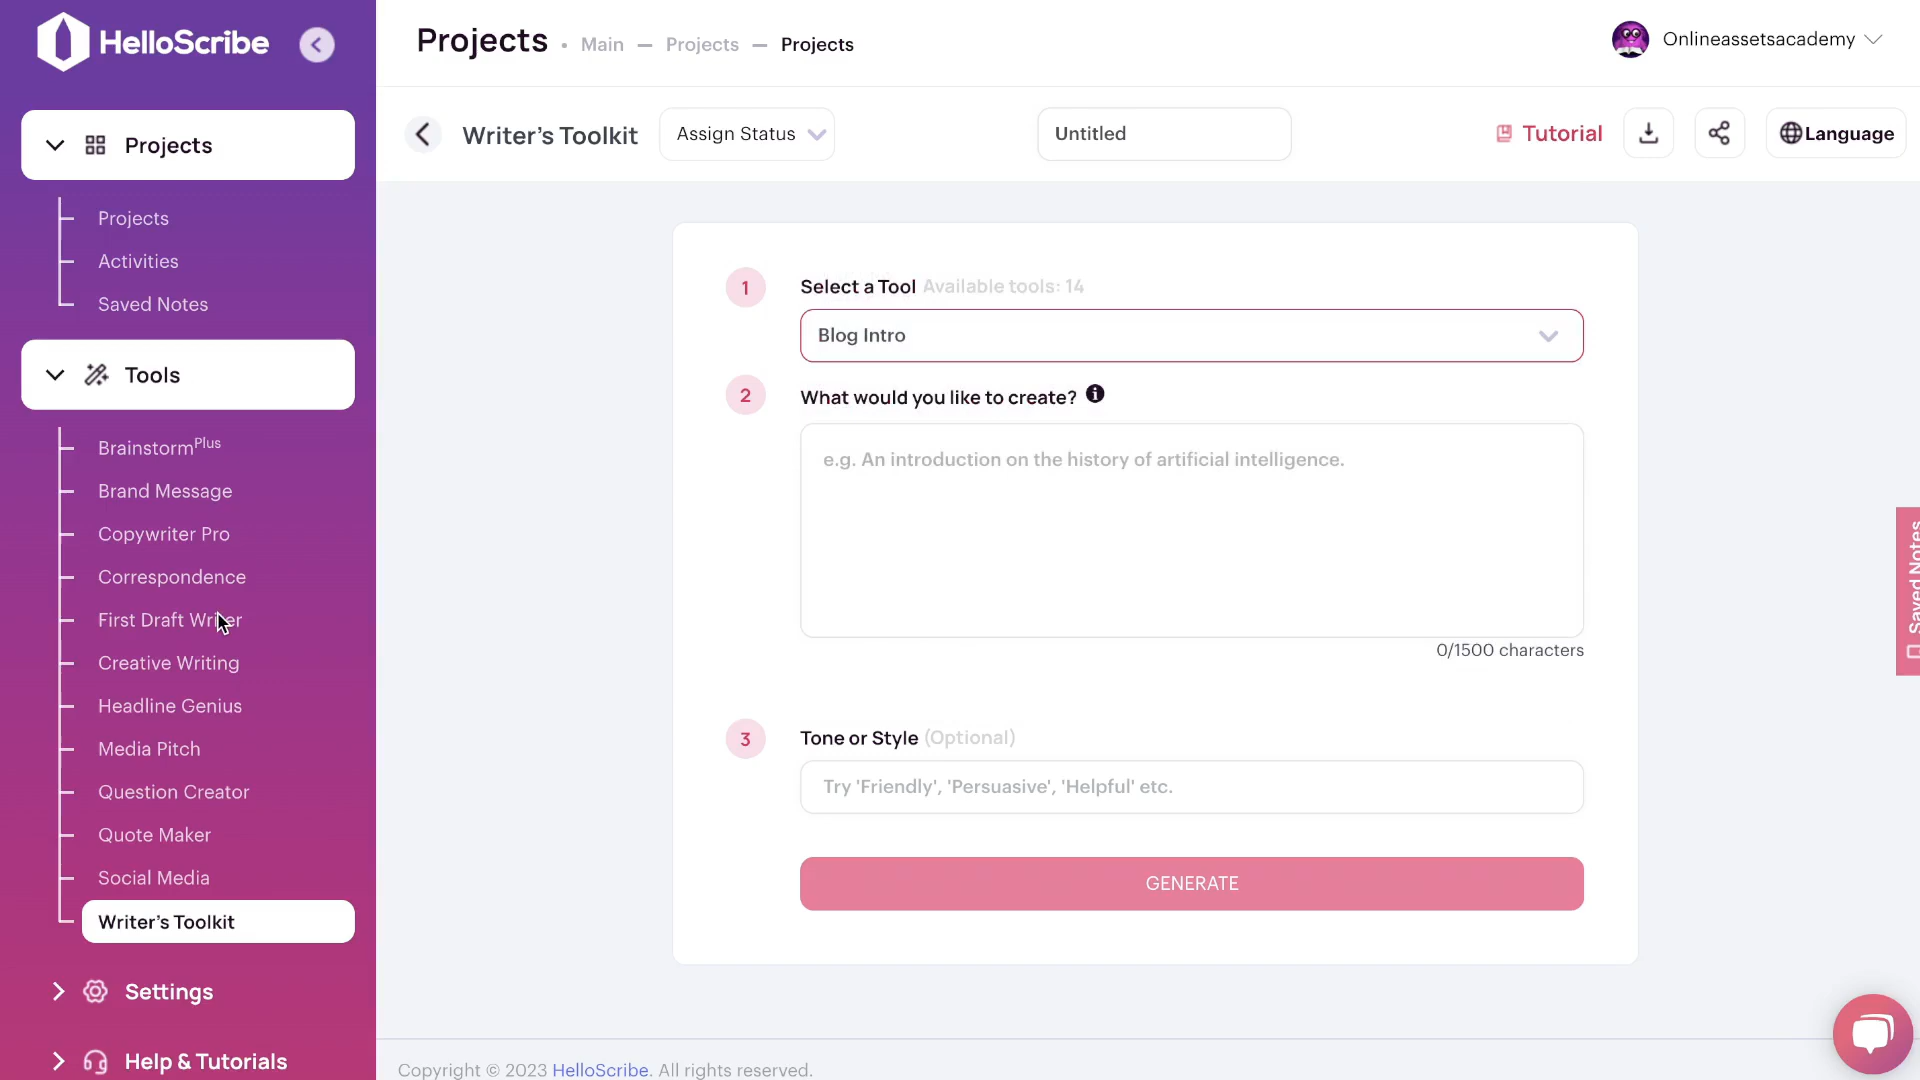 HelloScribe
Projects
Projects
Activities
Saved Notes
Tools
BrainstormPlus
Brand Message
Copywriter Pro
Correspondence
First Draft Writer
Creative Writing
Headline Genius
Media Pitch
Question Creator
Quote Maker
Social Media
Writer's Toolkit
Settings
Help & Tutorials
Projects • Main — Projects — Projects
Onlineassetsacademy
Writer's Toolkit
Assign Status
Untitled
Tutorial
Language
1
Select a Tool Available tools: 14
Blog Intro
2
What would you like to create?
e.g. An introduction on the history of artificial intelligence.
0/1500 characters
3
Tone or Style (Optional)
Try 'Friendly', 'Persuasive', 'Helpful' etc.
GENERATE
Saved Notes
Copyright © 2023 HelloScribe. All rights reserved.